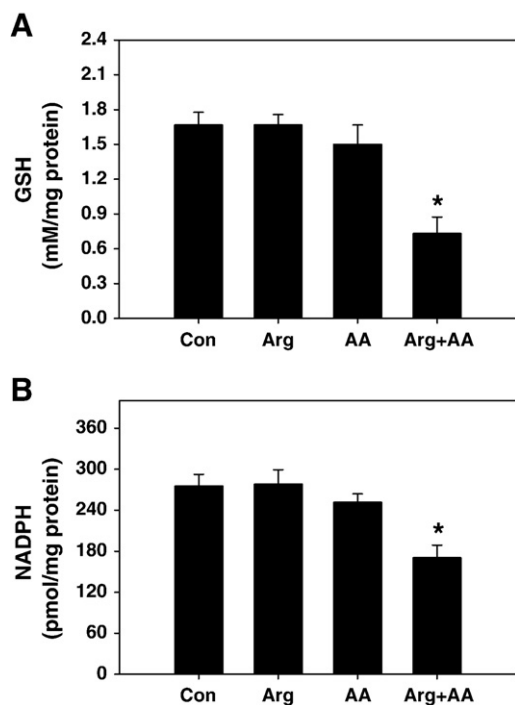 A
GSH
(mM/mg protein)
2.4
2.1
1.8
1.5
1.2
0.9
0.6
0.3
0.0
*
Con Arg AA Arg+AA
B
NADPH
(pmol/mg protein)
360
300
240
180
120
60
0
*
Con Arg AA Arg+AA